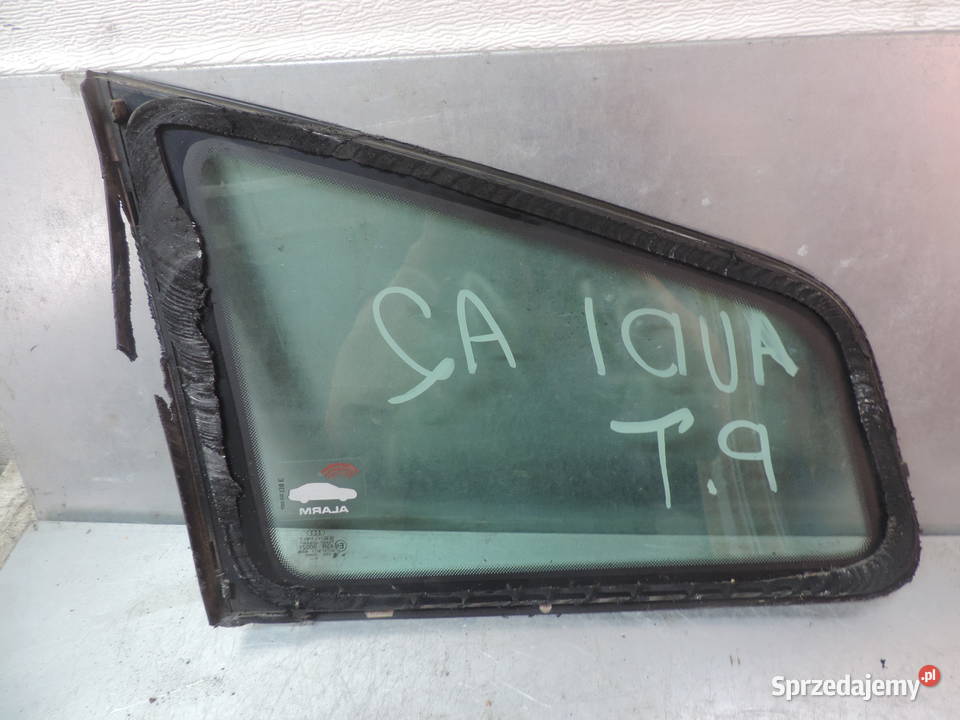 AUDI A2
P.T
ALARM
Sprzedajemy.pl